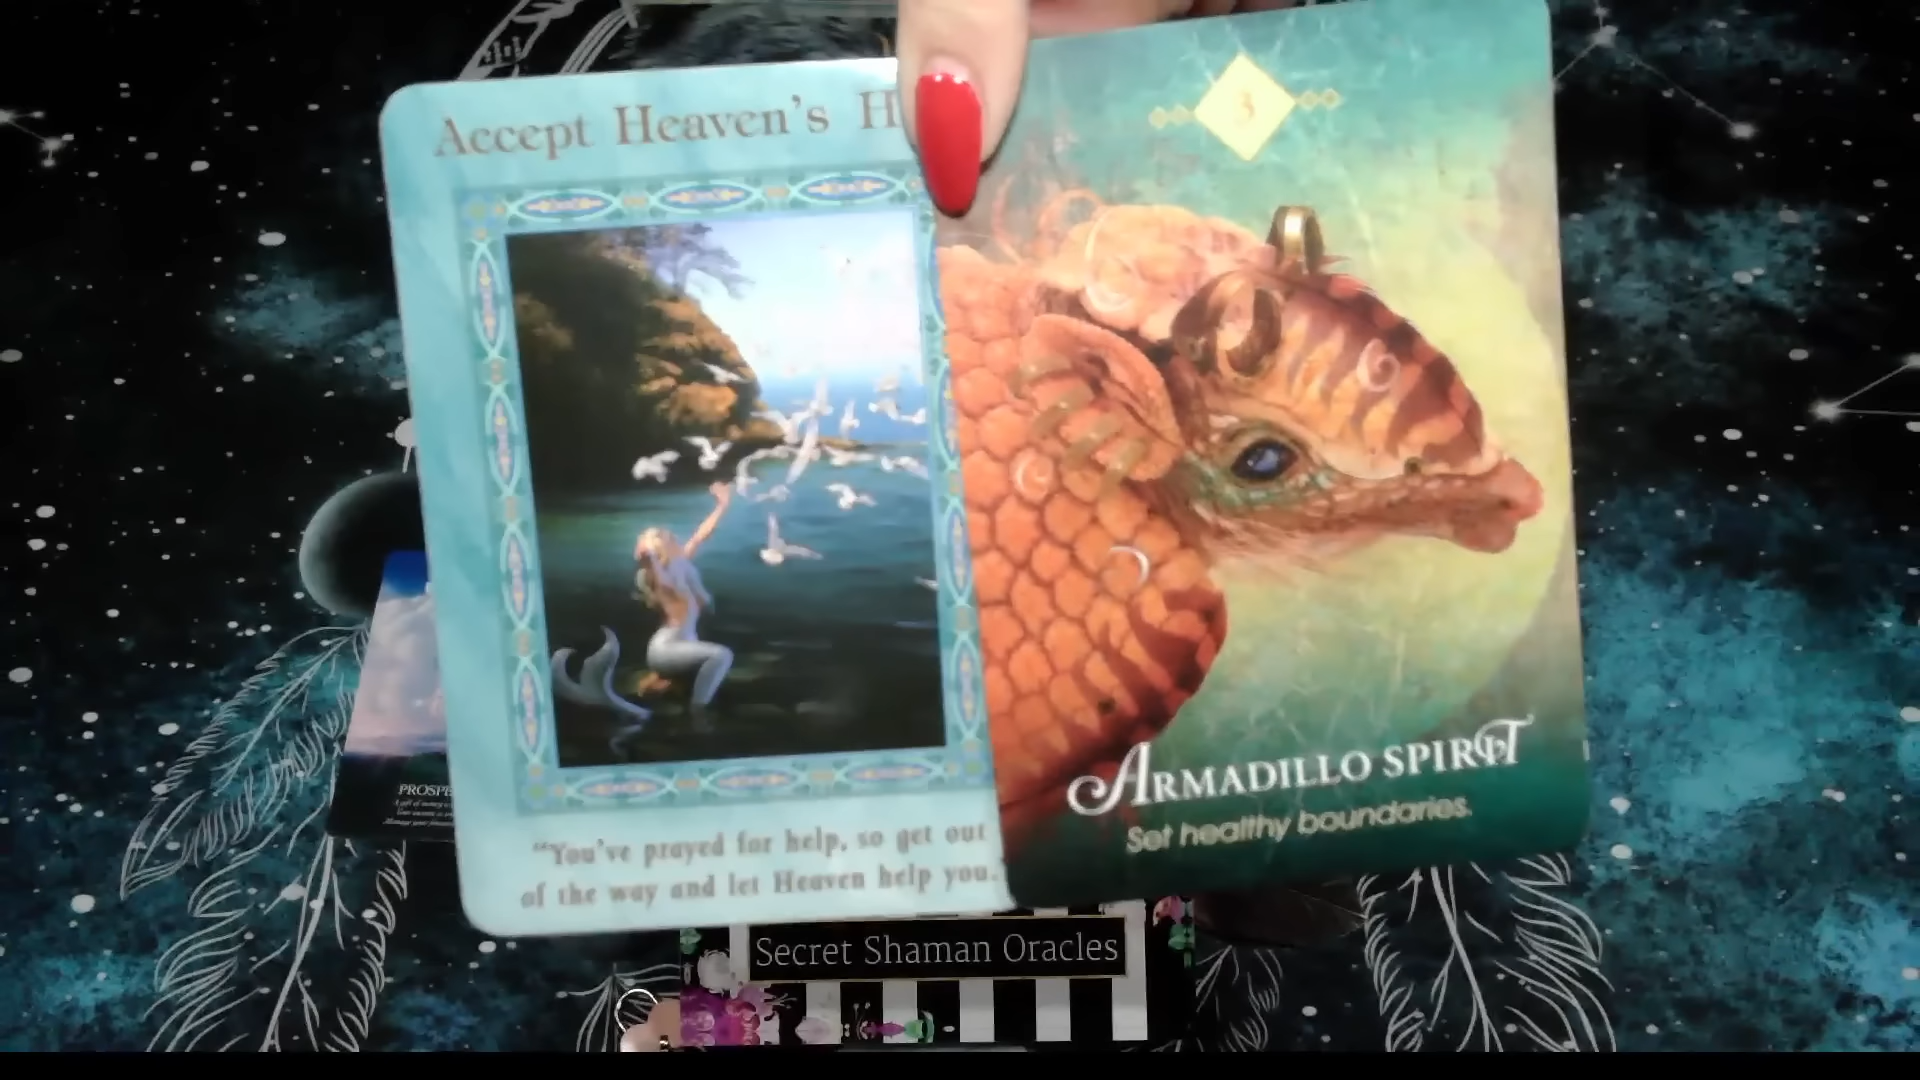 Accept Heaven's H
3
"You've prayed for help, so get out
of the way and let Heaven help you.
ARMADILLO SPIRIT
Set healthy boundaries.
PROSPE
Secret Shaman Oracles